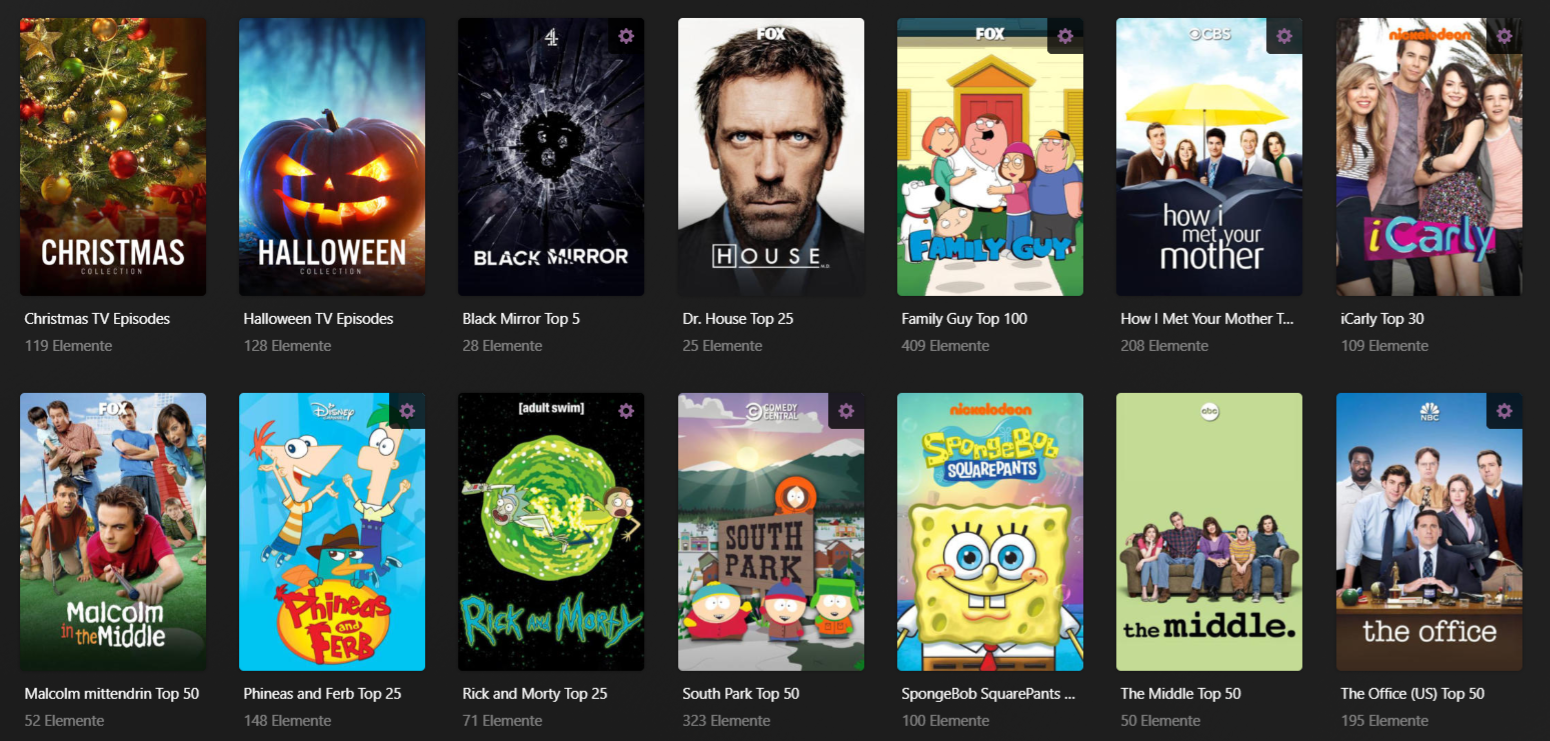 CHRISTMAS
COLLECTION
Christmas TV Episodes
119 Elemente
HALLOWEEN
COLLECTION
Halloween TV Episodes
128 Elemente
4
BLACK MIRROR
Black Mirror Top 5
28 Elemente
FOX
HOUSE M.D.
Dr. House Top 25
25 Elemente
FOX
FAMILY GUY
Family Guy Top 100
409 Elemente
CBS
how i
met your
mother
How I Met Your Mother T...
208 Elemente
nickelodeon
iCarly
iCarly Top 30
109 Elemente
FOX
Malcolm
in the Middle
Malcolm mittendrin Top 50
52 Elemente
Disney
Phineas
and
FERB
Phineas and Ferb Top 25
148 Elemente
[adult swim]
Rick and Morty
Rick and Morty Top 25
71 Elemente
COMEDY
CENTRAL
SOUTH
PARK
South Park Top 50
323 Elemente
nickelodeon
SpongeBob
SQUAREPANTS
SpongeBob SquarePants ...
100 Elemente
abc
the middle.
The Middle Top 50
50 Elemente
NBC
the office
The Office (US) Top 50
195 Elemente